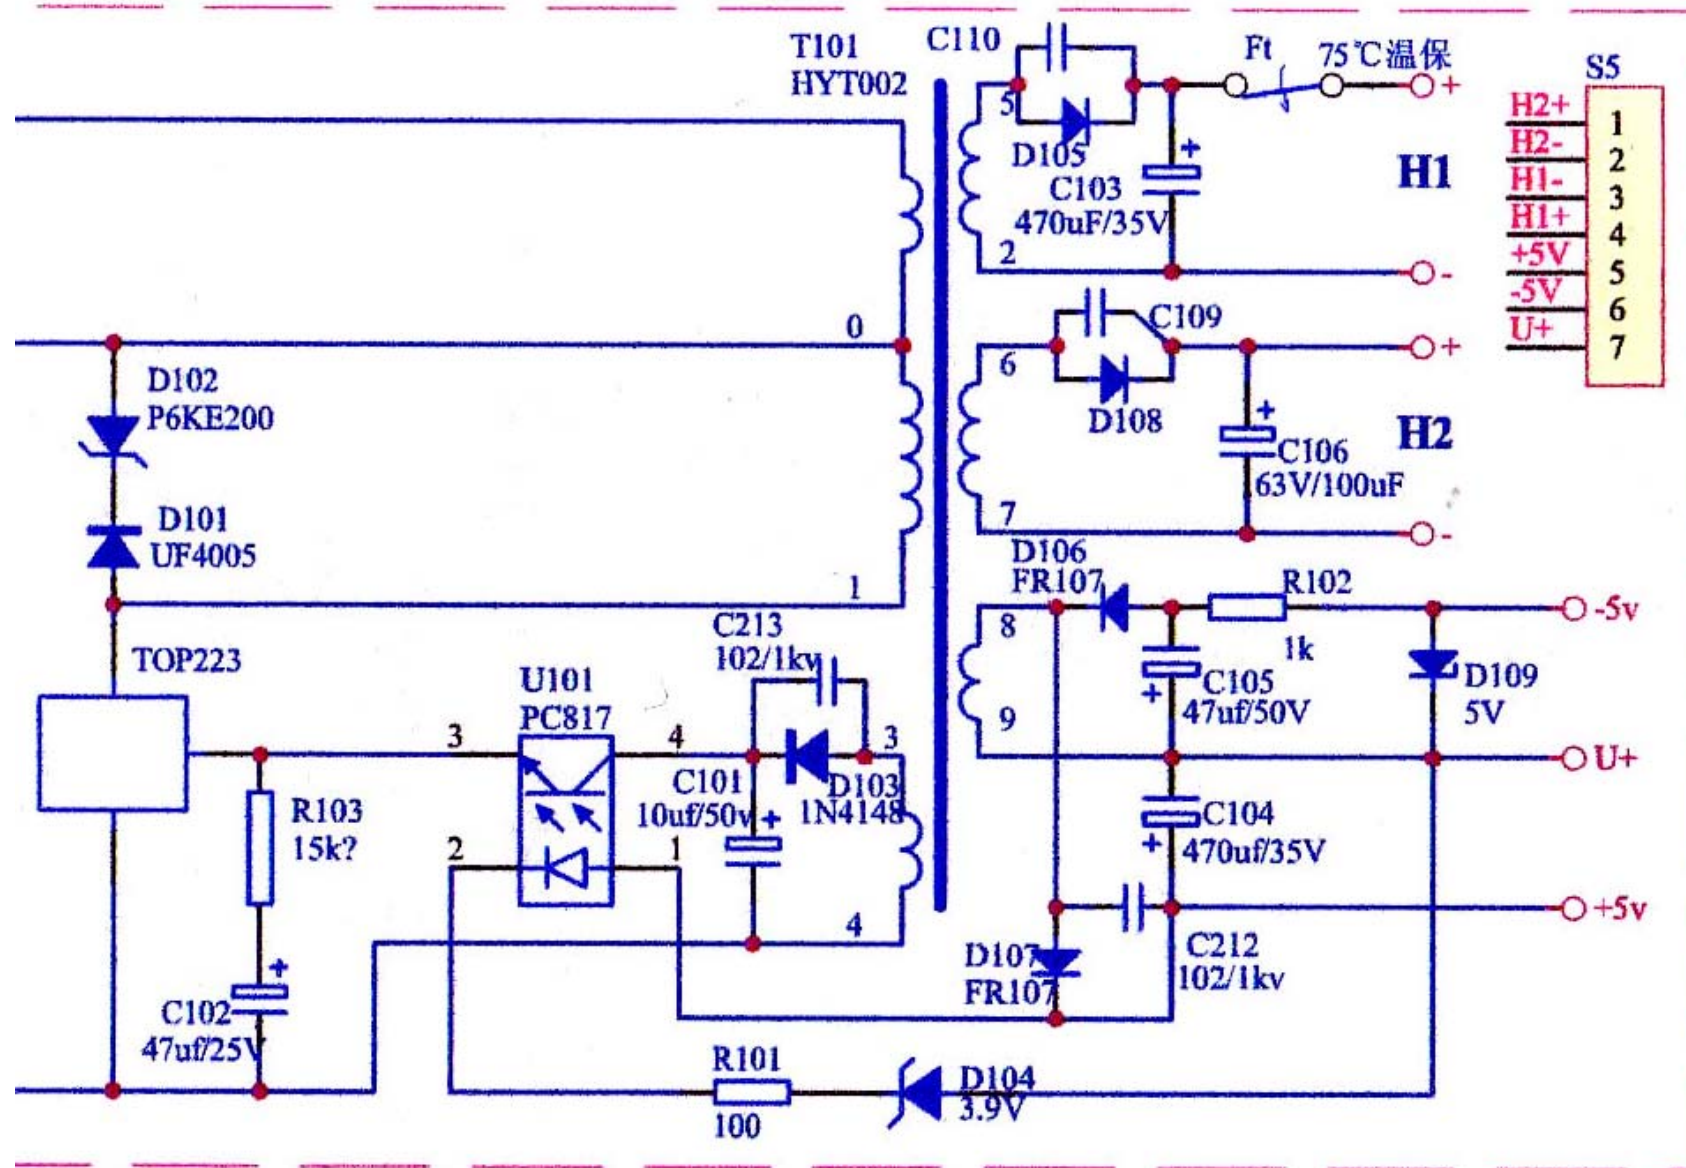 T101
HYT002
C110
5
D105
C103
470uF/35V
2
Ft
75℃温保
+
-
H1
S5
H2+
1
H2-
2
H1-
3
H1+
4
+5V
5
-5V
6
U+
7
0
6
C109
D108
+
C106
63V/100uF
+
-
H2
7
D102
P6KE200
D101
UF4005
1
TOP223
D106
FR107
8
R102
1k
-5v
C105
47uf/50V
+
D109
5V
9
U+
C213
102/1kv
U101
PC817
3
4
3
D103
1N4148
C101
10uf/50v
+
R103
15k?
2
1
4
C104
470uf/35V
+
+5v
D107
FR107
C212
102/1kv
C102
47uf/25V
+
R101
100
D104
3.9V